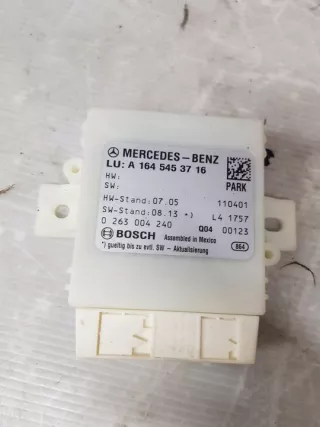 MERCEDES-BENZ
LU: A 164 545 37 16
HW:
SW:
PARK
HW-Stand:07.05 110401
SW-Stand:08.13 *) L4 1757
0 263 004 240 Q04 00123
BOSCH Assembled in Mexico
*) gueltig bis zu evtl. SW - Aktualisierung 864